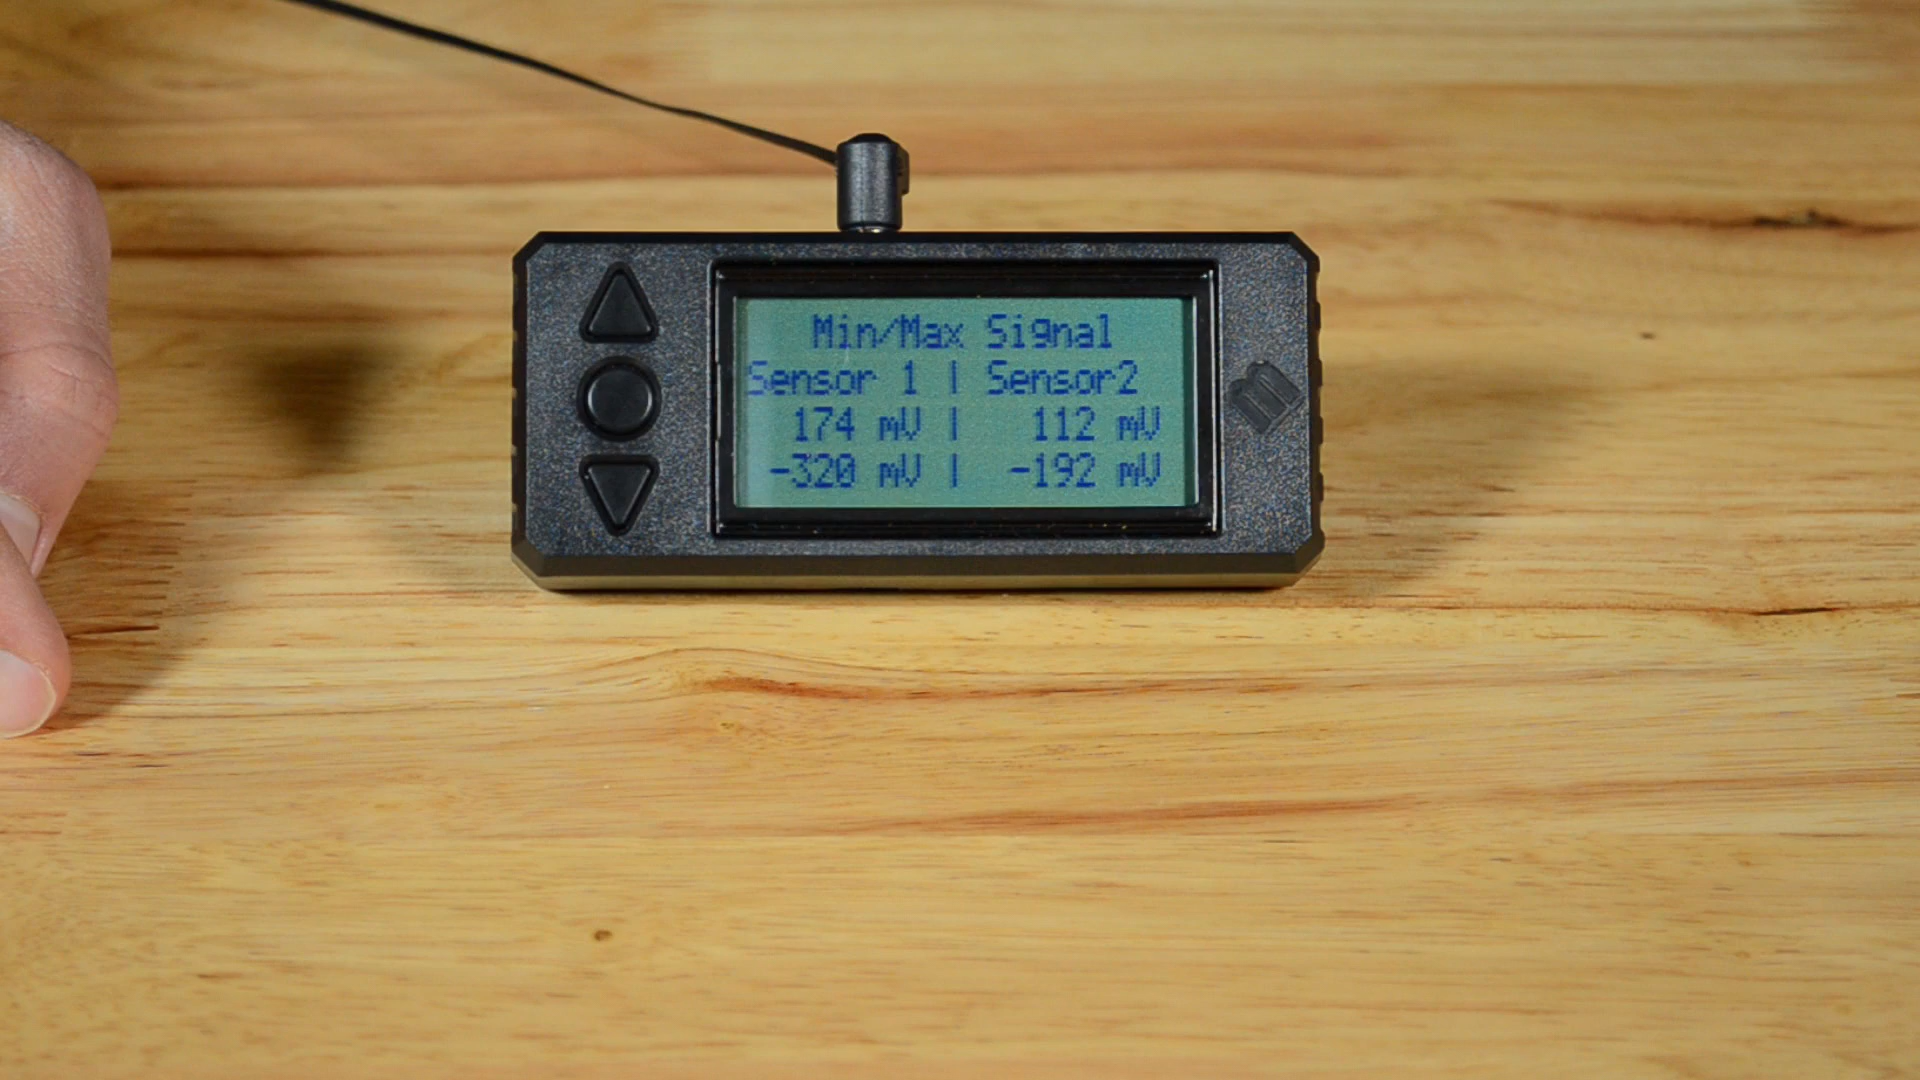 Min/Max Signal
Sensor 1 | Sensor2
174 mV | 112 mV
-320 mV | -192 mV